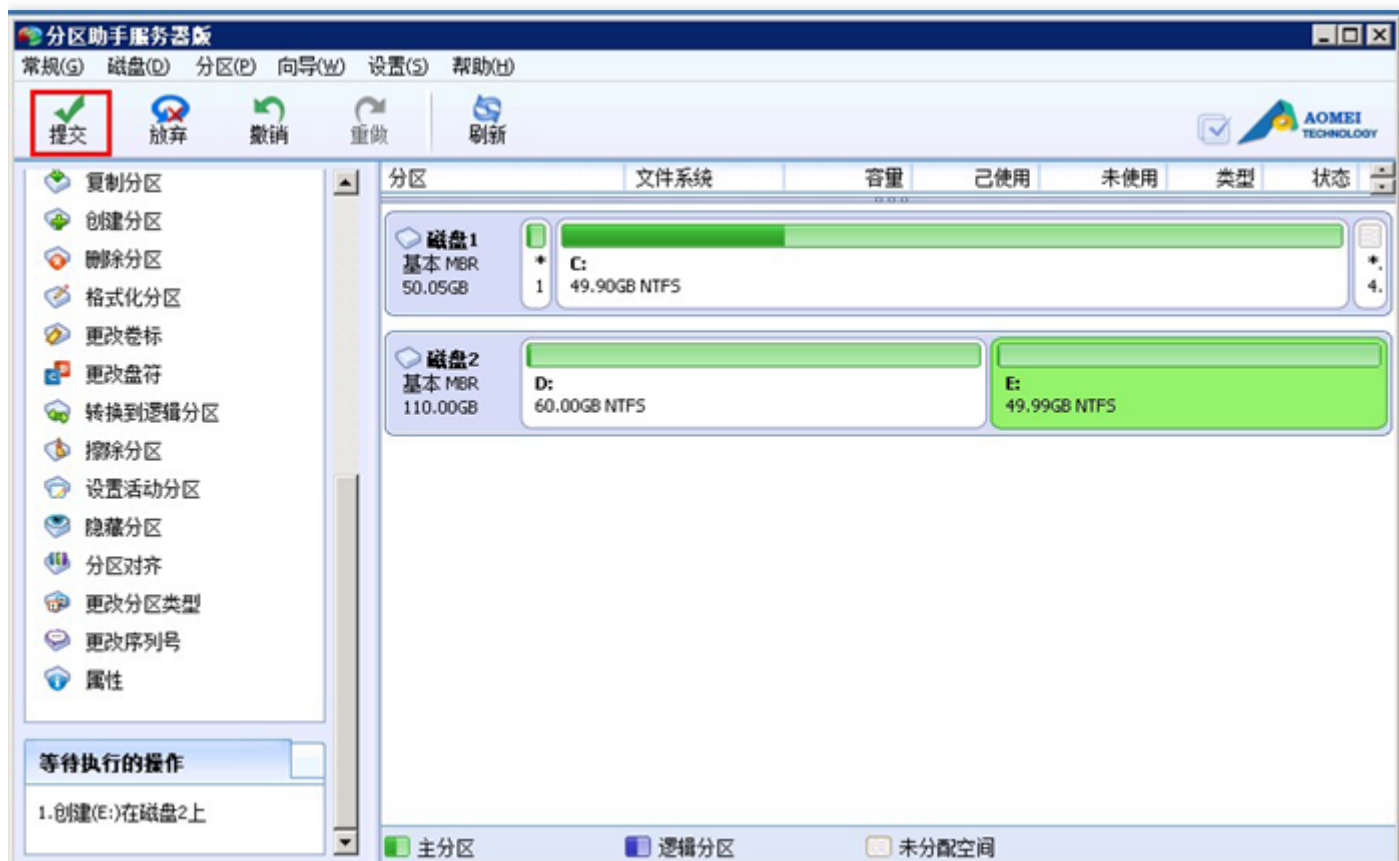 分区助手服务器版
常规(G) 磁盘(D) 分区(P) 向导(W) 设置(S) 帮助(H)
提交 放弃 撤销 重做 刷新
AOMEI
TECHNOLOGY
复制分区
创建分区
删除分区
格式化分区
更改卷标
更改盘符
转换到逻辑分区
擦除分区
设置活动分区
隐藏分区
分区对齐
更改分区类型
更改序列号
属性
等待执行的操作
1.创建(E:)在磁盘2上
分区 文件系统 容量 已使用 未使用 类型 状态
磁盘1
基本 MBR
50.05GB
*
1
C:
49.90GB NTFS
*.
4.
磁盘2
基本 MBR
110.00GB
D:
60.00GB NTFS
E:
49.99GB NTFS
主分区 逻辑分区 未分配空间